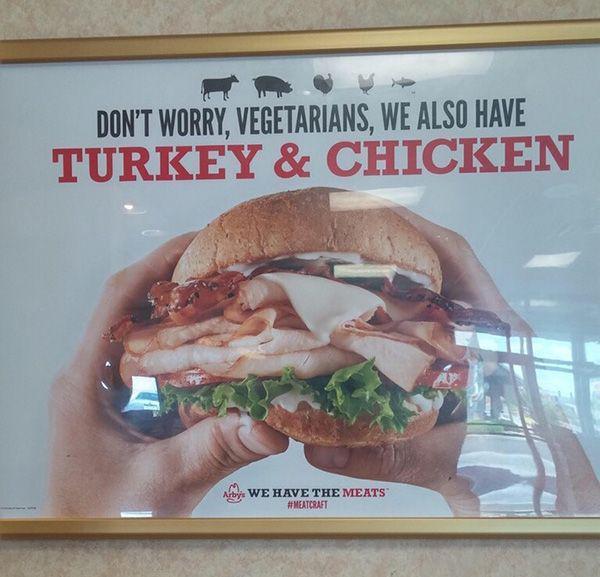 DON'T WORRY, VEGETARIANS, WE ALSO HAVE
TURKEY & CHICKEN
Arby's WE HAVE THE MEATS
#MEATCRAFT